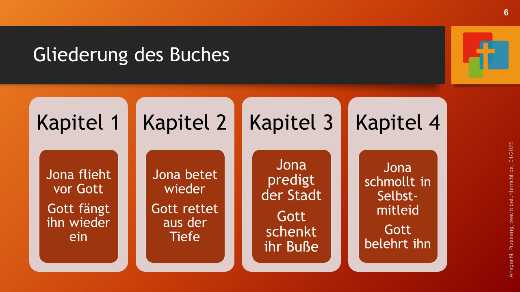 6
Gliederung des Buches
Kapitel 1
Jona flieht
vor Gott
Gott fängt
ihn wieder
ein
Kapitel 2
Jona betet
wieder
Gott rettet
aus der
Tiefe
Kapitel 3
Jona
predigt
der Stadt
Gott
schenkt
ihr Buße
Kapitel 4
Jona
schmollt in
Selbst-
mitleid
Gott
belehrt ihn